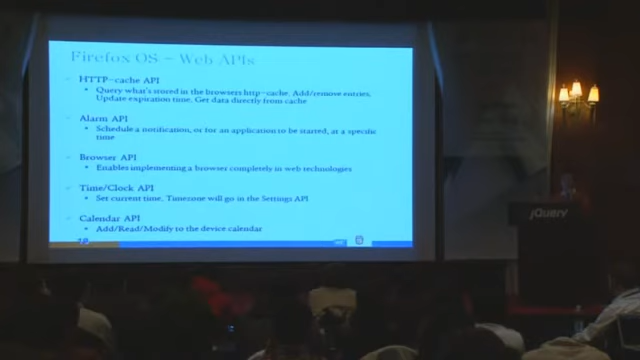 Firefox OS – Web APIs
HTTP-cache API
Query what's stored in the browsers http-cache. Add/remove entries.
Update expiration time, Get data directly from cache
Alarm API
Schedule a notification, or for an application to be started, at a specific
time
Browser API
Enables implementing a browser completely in web technologies
Time/Clock API
Set current time. Timezone will go in the Settings API
Calendar API
Add/Read/Modify to the device calendar
jQUERY